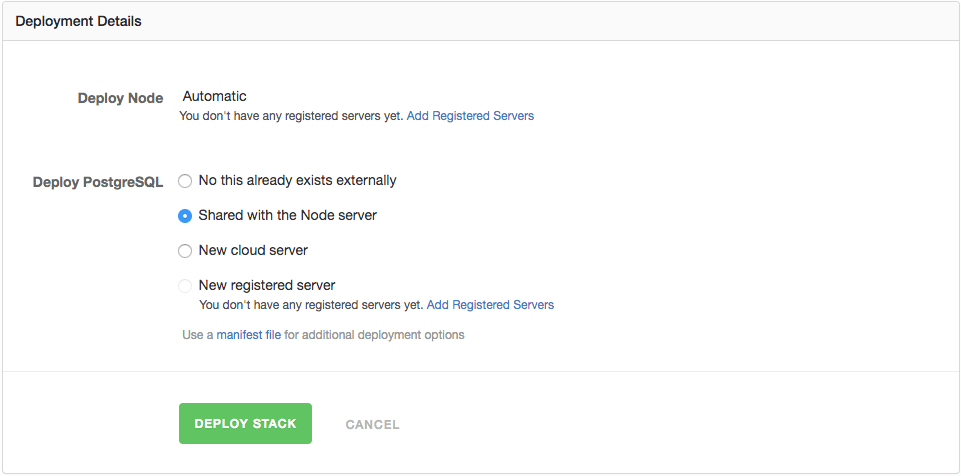 Deployment Details
Deploy Node
Automatic
You don't have any registered servers yet. Add Registered Servers
Deploy PostgreSQL
No this already exists externally
Shared with the Node server
New cloud server
New registered server
You don't have any registered servers yet. Add Registered Servers
Use a manifest file for additional deployment options
DEPLOY STACK
CANCEL